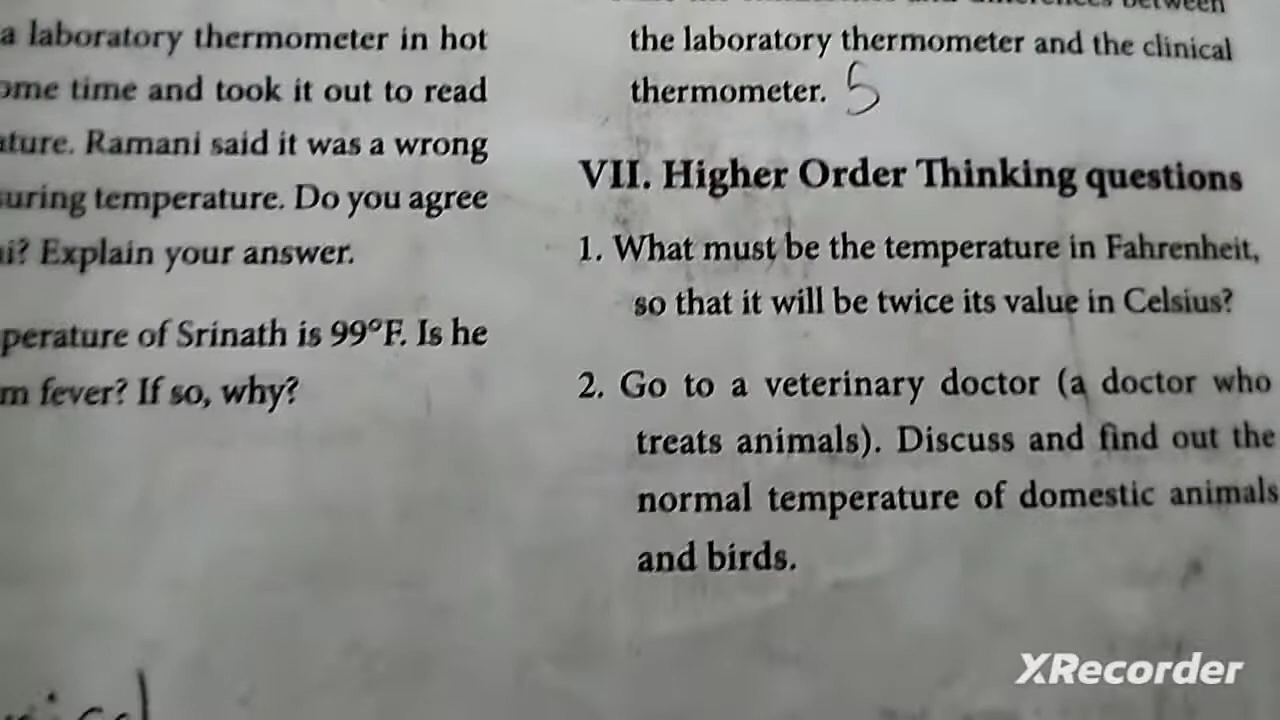 a laboratory thermometer in hot
ome time and took it out to read
ature. Ramani said it was a wrong
suring temperature. Do you agree
i? Explain your answer.
perature of Srinath is 99°F. Is he
m fever? If so, why?
between
the laboratory thermometer and the clinical
thermometer. 5
VII. Higher Order Thinking questions
1. What must be the temperature in Fahrenheit,
so that it will be twice its value in Celsius?
2. Go to a veterinary doctor (a doctor who
treats animals). Discuss and find out the
normal temperature of domestic animals
and birds.
XRecorder